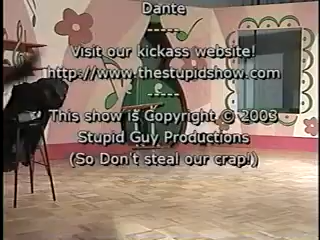 Dante
-----
Visit our kickass website!
http://www.thestupidshow.com
-----
This show is Copyright © 2003
Stupid Guy Productions
(So Don't steal our crap!)